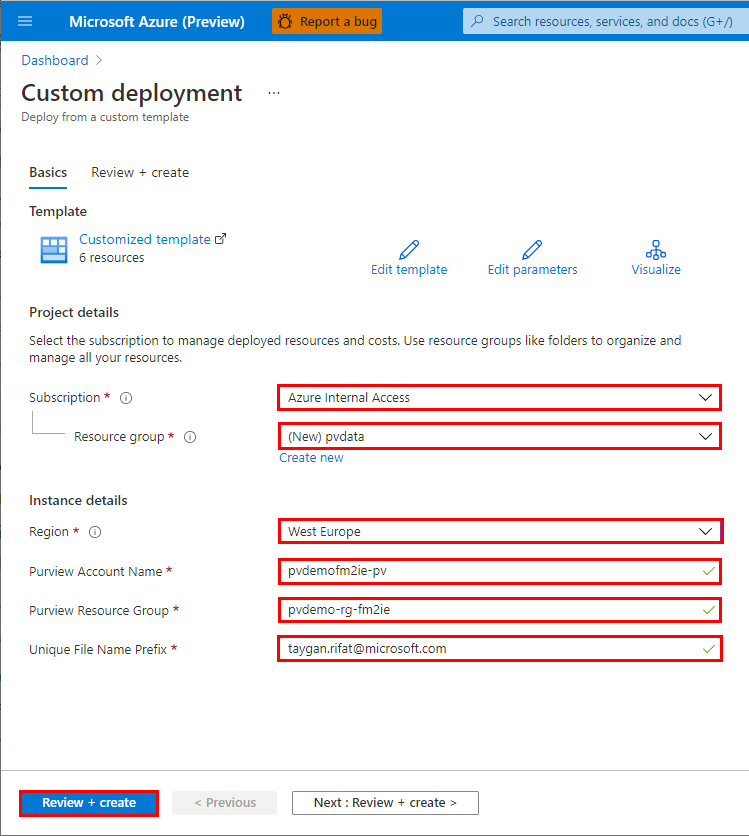 Microsoft Azure (Preview)
Report a bug
Search resources, services, and docs (G+/)
Dashboard
Custom deployment
...
Deploy from a custom template
Basics
Review + create
Template
Customized template
6 resources
Edit template
Edit parameters
Visualize
Project details
Select the subscription to manage deployed resources and costs. Use resource groups like folders to organize and
manage all your resources.
Subscription *
Azure Internal Access
Resource group *
(New) pvdata
Create new
Instance details
Region *
West Europe
Purview Account Name *
pvdemofm2ie-pv
Purview Resource Group *
pvdemo-rg-fm2ie
Unique File Name Prefix *
taygan.rifat@microsoft.com
Review + create
< Previous
Next : Review + create >